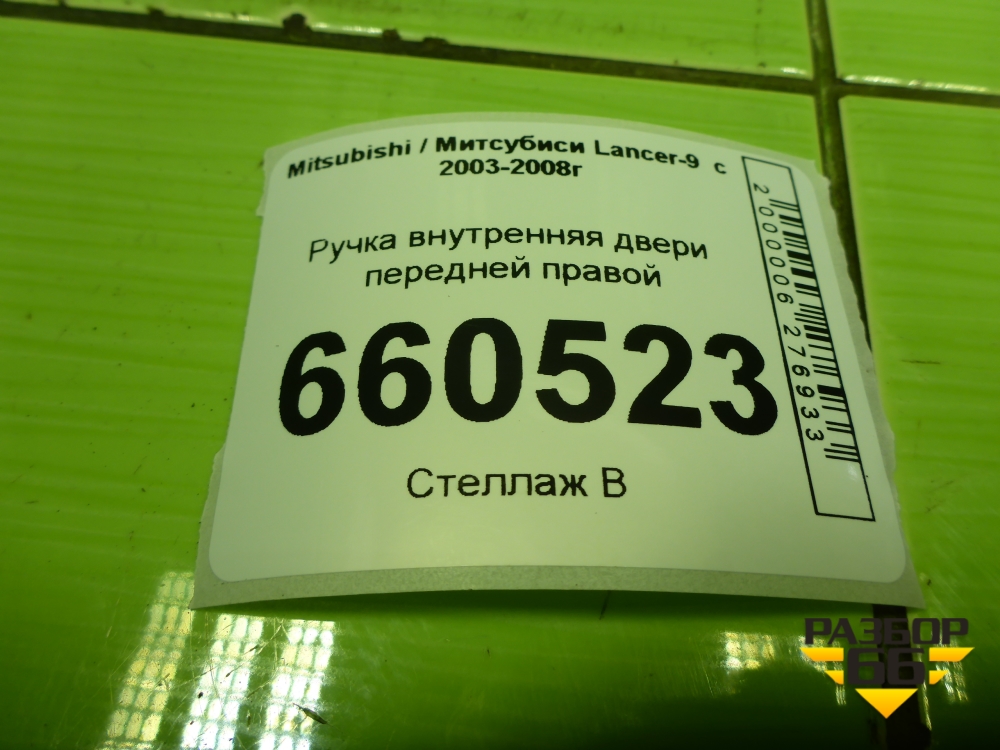 Mitsubishi / Митсубиси Lancer-9 с
2003-2008г
Ручка внутренняя двери
передней правой
660523
Стеллаж В
2000006276933
РАЗБОР
66